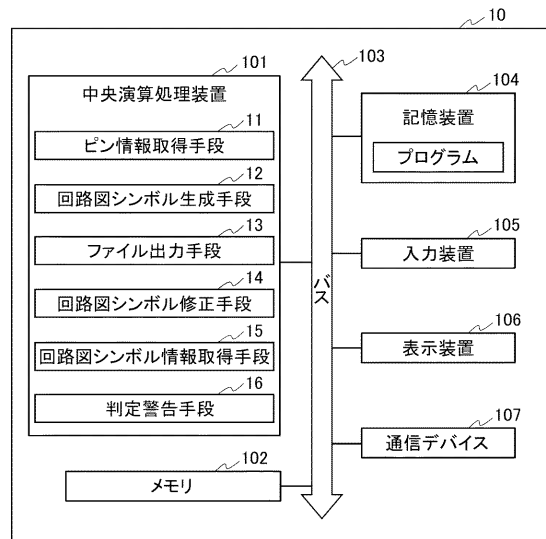 10
101
中央演算処理装置
11
ピン情報取得手段
12
回路図シンボル生成手段
13
ファイル出力手段
14
回路図シンボル修正手段
15
回路図シンボル情報取得手段
16
判定警告手段
102
メモリ
103
バス
104
記憶装置
プログラム
105
入力装置
106
表示装置
107
通信デバイス